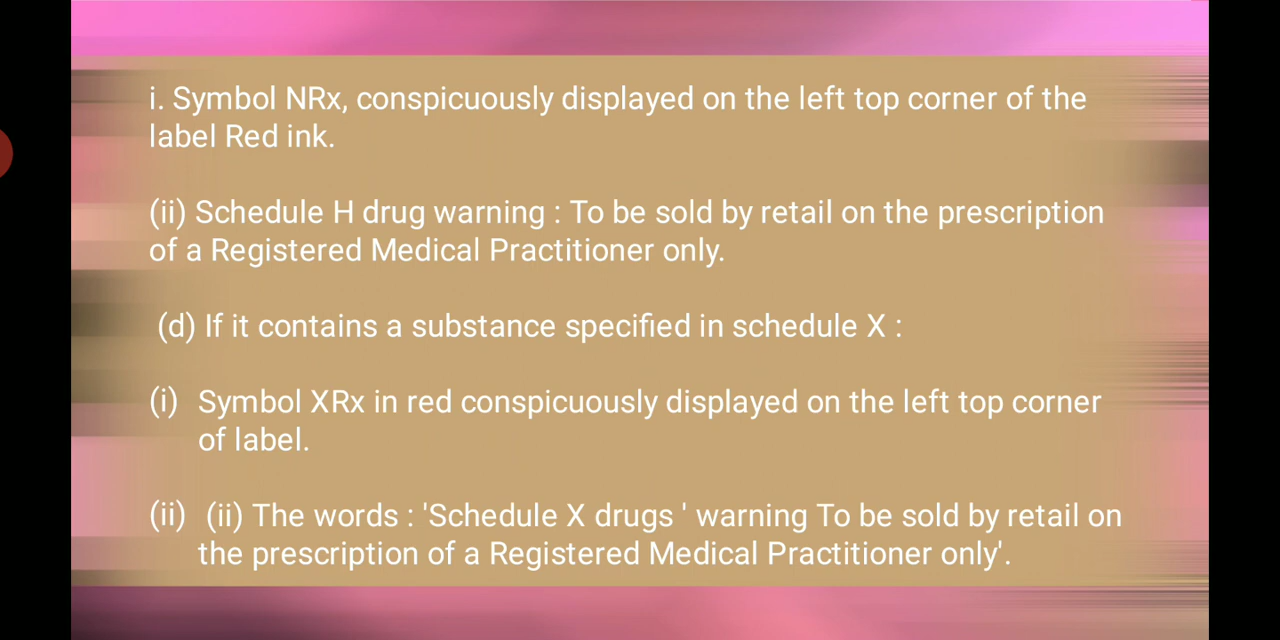 i. Symbol NRx, conspicuously displayed on the left top corner of the
label Red ink.
(ii) Schedule H drug warning : To be sold by retail on the prescription
of a Registered Medical Practitioner only.
(d) If it contains a substance specified in schedule X :
(i) Symbol XRx in red conspicuously displayed on the left top corner
of label.
(ii) (ii) The words : 'Schedule X drugs ' warning To be sold by retail on
the prescription of a Registered Medical Practitioner only'.